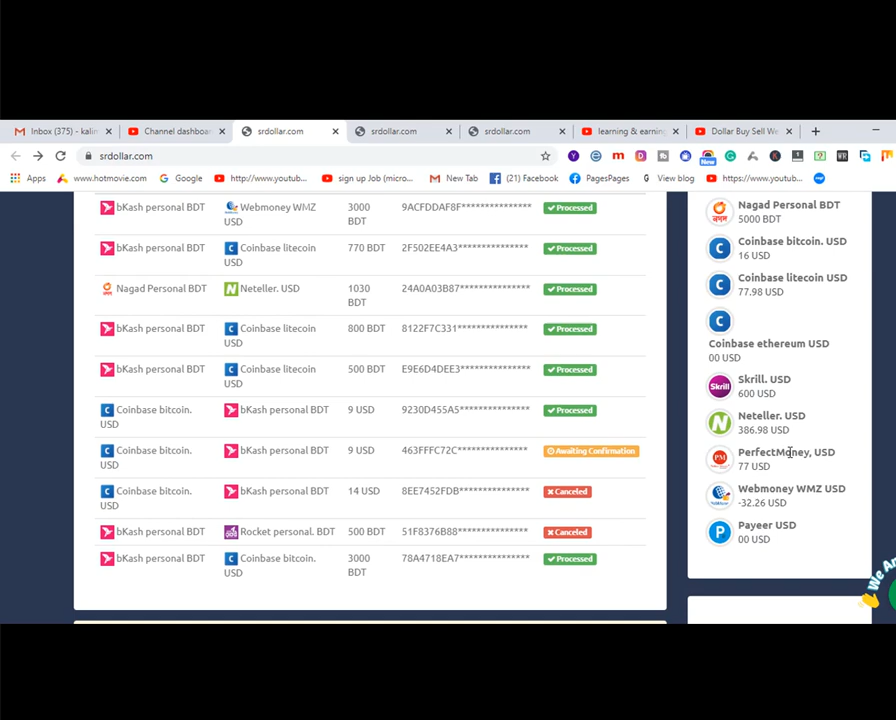 Inbox (375) - kalin
Channel dashboa
srdollar.com
srdollar.com
srdollar.com
learning & earning
Dollar Buy Sell We
srdollar.com
New
Apps
www.hotmovie.com
Google
http://www.youtub...
sign up Job (micro...
New Tab
(21) Facebook
PagesPages
View blog
https://www.youtub...
bKash personal BDT
Webmoney WMZ
USD
3000
BDT
9ACFDDAF8F***************
Processed
bKash personal BDT
Coinbase litecoin
USD
770 BDT
2F502EE4A3***************
Processed
Nagad Personal BDT
Neteller. USD
1030
BDT
24A0A03B87***************
Processed
bKash personal BDT
Coinbase litecoin
USD
800 BDT
8122F7C331***************
Processed
bKash personal BDT
Coinbase litecoin
USD
500 BDT
E9E6D4DEE3***************
Processed
Coinbase bitcoin.
USD
bKash personal BDT
9 USD
9230D455A5***************
Processed
Coinbase bitcoin.
USD
bKash personal BDT
9 USD
463FFFC72C***************
Awaiting Confirmation
Coinbase bitcoin.
USD
bKash personal BDT
14 USD
8EE7452FDB***************
Canceled
bKash personal BDT
Rocket personal. BDT
500 BDT
51F8376B88***************
Canceled
bKash personal BDT
Coinbase bitcoin.
USD
3000
BDT
78A4718EA7***************
Processed
Nagad Personal BDT
5000 BDT
Coinbase bitcoin. USD
16 USD
Coinbase litecoin USD
77.98 USD
Coinbase ethereum USD
00 USD
Skrill
Skrill. USD
600 USD
Neteller. USD
386.98 USD
PM
PerfectMoney, USD
77 USD
Webmoney WMZ USD
-32.26 USD
Payeer USD
00 USD
We Ar